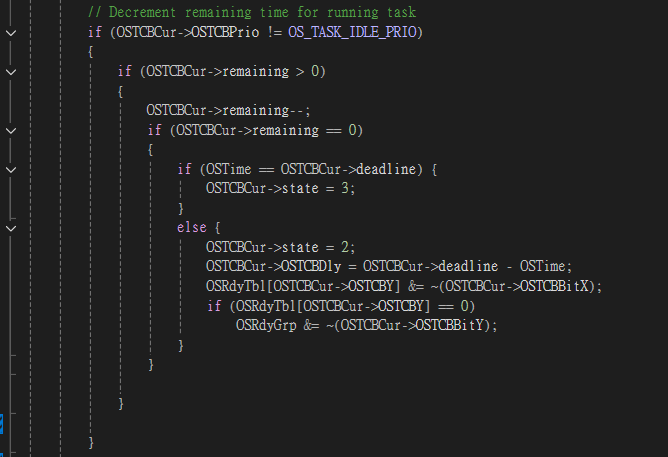 // Decrement remaining time for running task
if (OSTCBCur->OSTCBPrio != OS_TASK_IDLE_PRIO)
{
if (OSTCBCur->remaining > 0)
{
OSTCBCur->remaining--;
if (OSTCBCur->remaining == 0)
{
if (OSTime == OSTCBCur->deadline) {
OSTCBCur->state = 3;
}
else {
OSTCBCur->state = 2;
OSTCBCur->OSTCBDly = OSTCBCur->deadline - OSTime;
OSRdyTbl[OSTCBCur->OSTCBY] &= ~(OSTCBCur->OSTCBBitX);
if (OSRdyTbl[OSTCBCur->OSTCBY] == 0)
OSRdyGrp &= ~(OSTCBCur->OSTCBBitY);
}
}
}
}